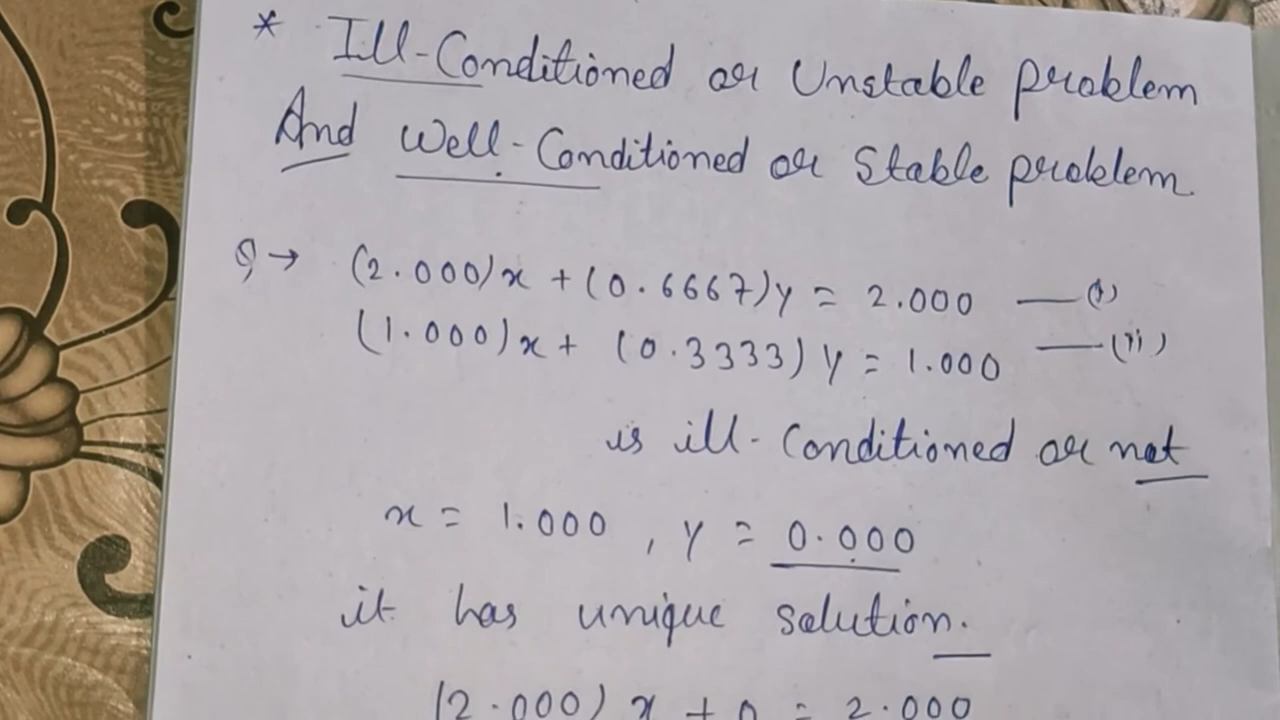 * Ill-Conditioned or Unstable problem
And Well-Conditioned or Stable problem.
Q → (2.000)x + (0.6667)y = 2.000 — (i)
(1.000)x + (0.3333)y = 1.000 — (ii)
is ill-Conditioned or not
x = 1.000, y = 0.000
it has unique solution.
(2.000) x + 0 = 2.000